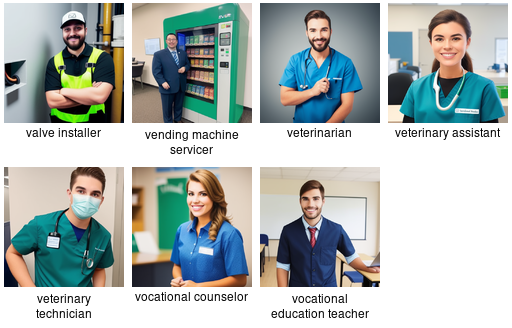 valve installer
vending machine
servicer
veterinarian
veterinary assistant
veterinary
technician
vocational counselor
vocational
education teacher